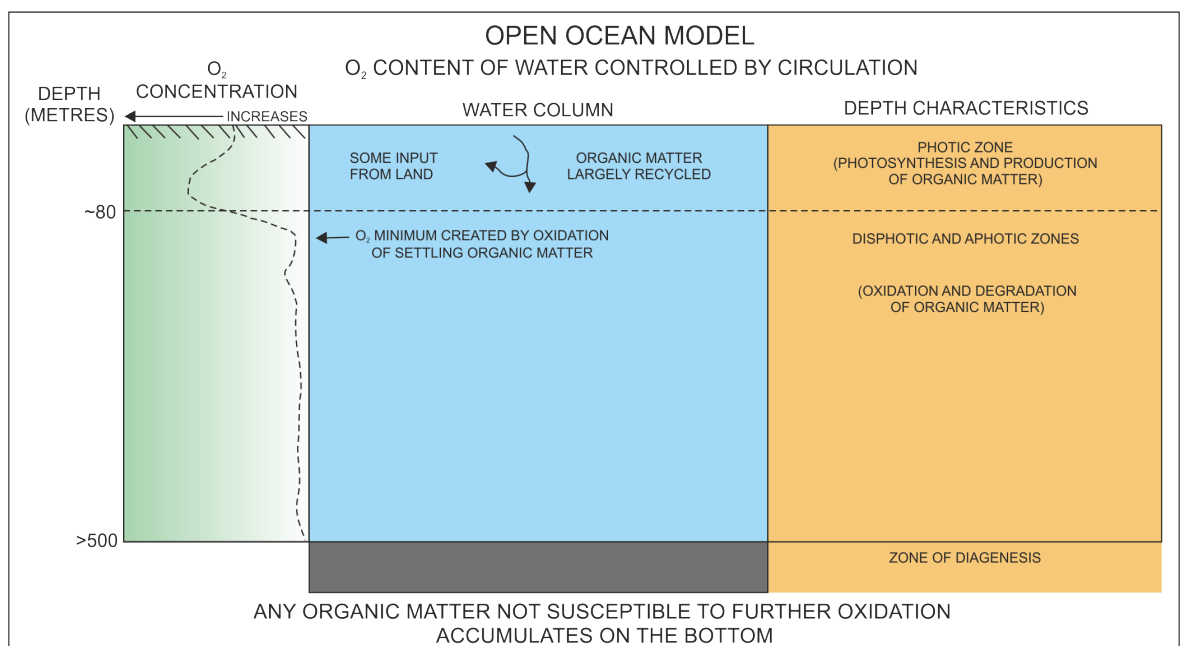 OPEN OCEAN MODEL
O₂ CONTENT OF WATER CONTROLLED BY CIRCULATION
O₂
CONCENTRATION
DEPTH
(METRES)
INCREASES
WATER COLUMN
DEPTH CHARACTERISTICS
SOME INPUT
FROM LAND
ORGANIC MATTER
LARGELY RECYCLED
PHOTIC ZONE
(PHOTOSYNTHESIS AND PRODUCTION
OF ORGANIC MATTER)
~80
O₂ MINIMUM CREATED BY OXIDATION
OF SETTLING ORGANIC MATTER
DISPHOTIC AND APHOTIC ZONES
(OXIDATION AND DEGRADATION
OF ORGANIC MATTER)
>500
ZONE OF DIAGENESIS
ANY ORGANIC MATTER NOT SUSCEPTIBLE TO FURTHER OXIDATION
ACCUMULATES ON THE BOTTOM